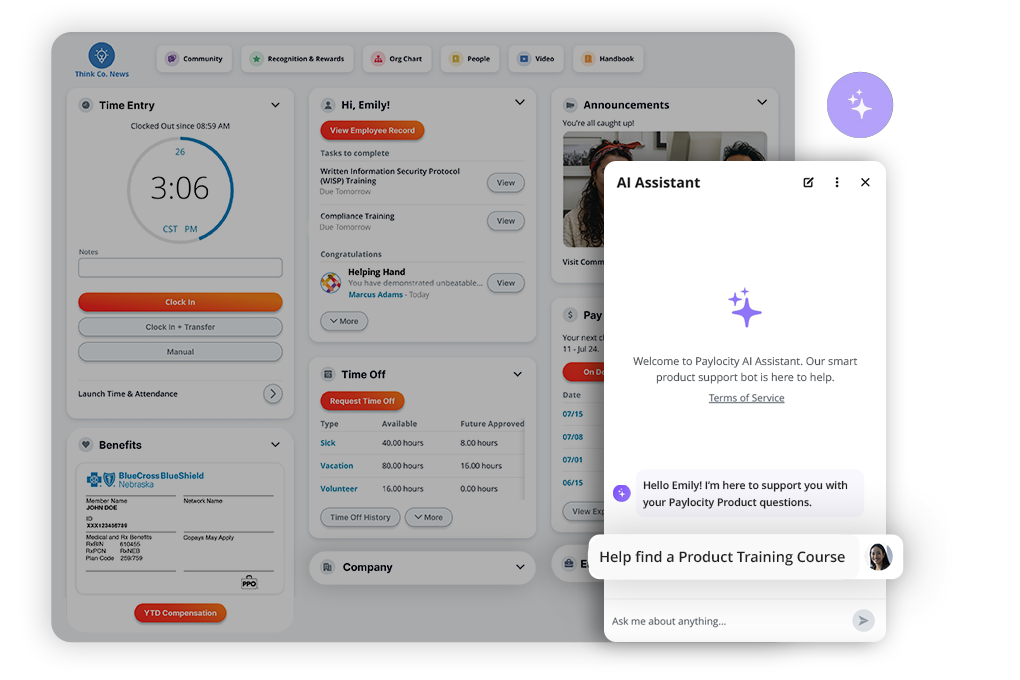 Think Co. News
Community
Recognition & Rewards
Org Chart
People
Video
Handbook
Time Entry
Clocked Out since 08:59 AM
26
3:06
CST PM
Notes
Clock In
Clock In + Transfer
Manual
Launch Time & Attendance
Benefits
BlueCross BlueShield
Nebraska
Member Name
JOHN DOE
Network Name
ID
XXX123456789
Medical and Rx Benefits
RxBIN 610455
RxPCN RxNEB
Plan Code 259/759
Copays May Apply
PPO
YTD Compensation
Hi, Emily!
View Employee Record
Tasks to complete
Written Information Security Protocol
(WISP) Training
Due Tomorrow
View
Compliance Training
Due Tomorrow
View
Congratulations
Helping Hand
You have demonstrated unbeatable...
Marcus Adams - Today
View
More
Time Off
Request Time Off
Type Available Future Approved
Sick 40.00 hours 8.00 hours
Vacation 80.00 hours 16.00 hours
Volunteer 16.00 hours 0.00 hours
Time Off History
More
Company
Announcements
You're all caught up!
Visit Comm
$
Pay
Your next c
11 - Jul 24.
On De
Date
07/15
07/08
07/01
06/15
View Exp
E
AI Assistant
Welcome to Paylocity AI Assistant. Our smart
product support bot is here to help.
Terms of Service
Hello Emily! I'm here to support you with
your Paylocity Product questions.
Help find a Product Training Course
Ask me about anything...